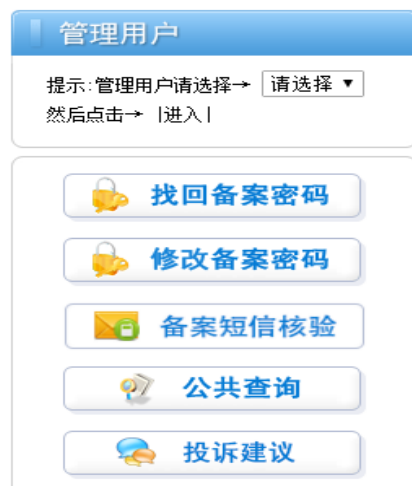 管理用户
提示:管理用户请选择→ 请选择 ▼
然后点击→ |进入|
找回备案密码
修改备案密码
备案短信核验
公共查询
投诉建议